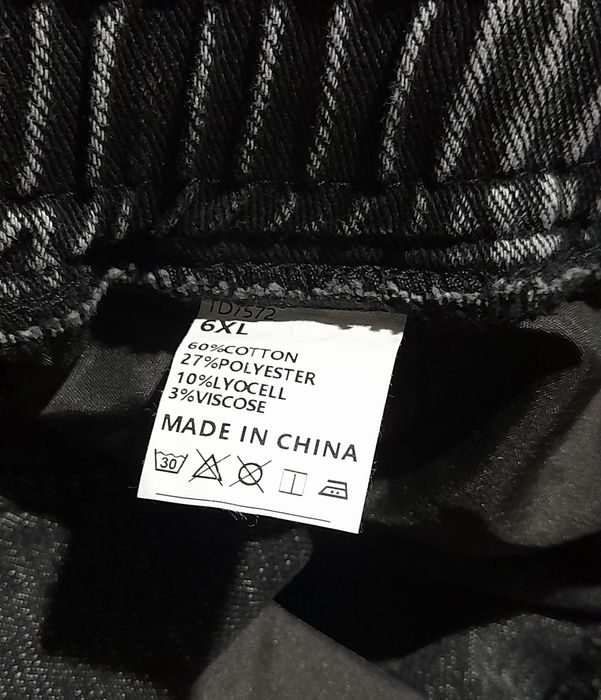 TD7572
6XL
60%COTTON
27%POLYESTER
10%LYOCELL
3%VISCOSE
MADE IN CHINA
30